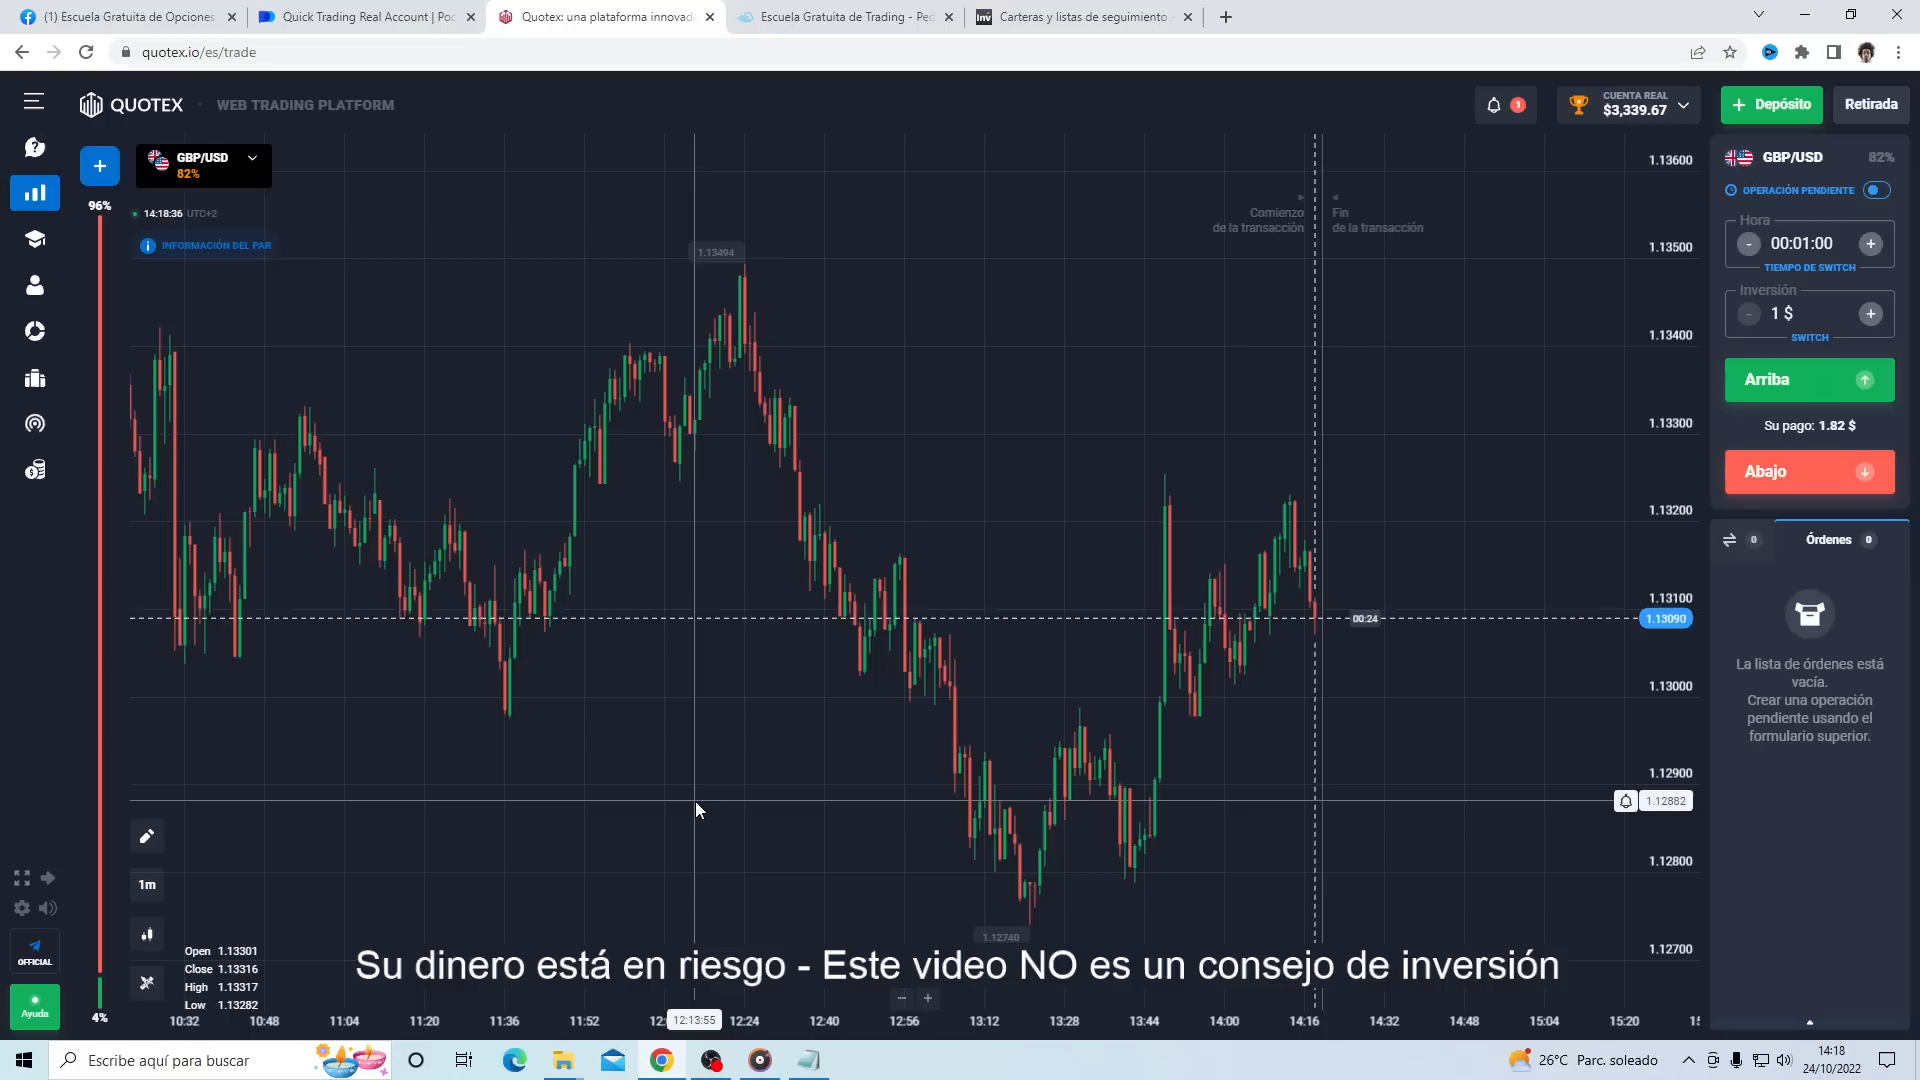 (1) Escuela Gratuita de Opciones
Quick Trading Real Account | Poc
Quotex: una plataforma innovad
Escuela Gratuita de Trading - Ped
Inv
Carteras y listas de seguimiento
quotex.io/es/trade
QUOTEX
WEB TRADING PLATFORM
1
CUENTA REAL
$3,339.67
Depósito
Retirada
GBP/USD
82%
96%
14:18:36 UTC+2
INFORMACIÓN DEL PAR
1.13494
Comienzo
de la transacción
Fin
de la transacción
1.13600
1.13500
1.13400
1.13300
1.13200
1.13100
00:24
1.13090
1.13000
1.12900
1.12882
1.12800
1.12740
1.12700
GBP/USD 82%
OPERACIÓN PENDIENTE
Hora
- 00:01:00 +
TIEMPO DE SWITCH
Inversión
- 1 $ +
SWITCH
Arriba
Su pago: 1.82 $
Abajo
0
Órdenes 0
La lista de órdenes está
vacía.
Crear una operación
pendiente usando el
formulario superior.
1m
OFFICIAL
Ayuda
4%
Open 1.13301
Close 1.13316
High 1.13317
Low 1.13282
Su dinero está en riesgo - Este video NO es un consejo de inversión
10:32 10:48 11:04 11:20 11:36 11:52 12:13:55 12:24 12:40 12:56 13:12 13:28 13:44 14:00 14:16 14:32 14:48 15:04 15:20
Escribe aquí para buscar
26°C Parc. soleado
14:18
24/10/2022